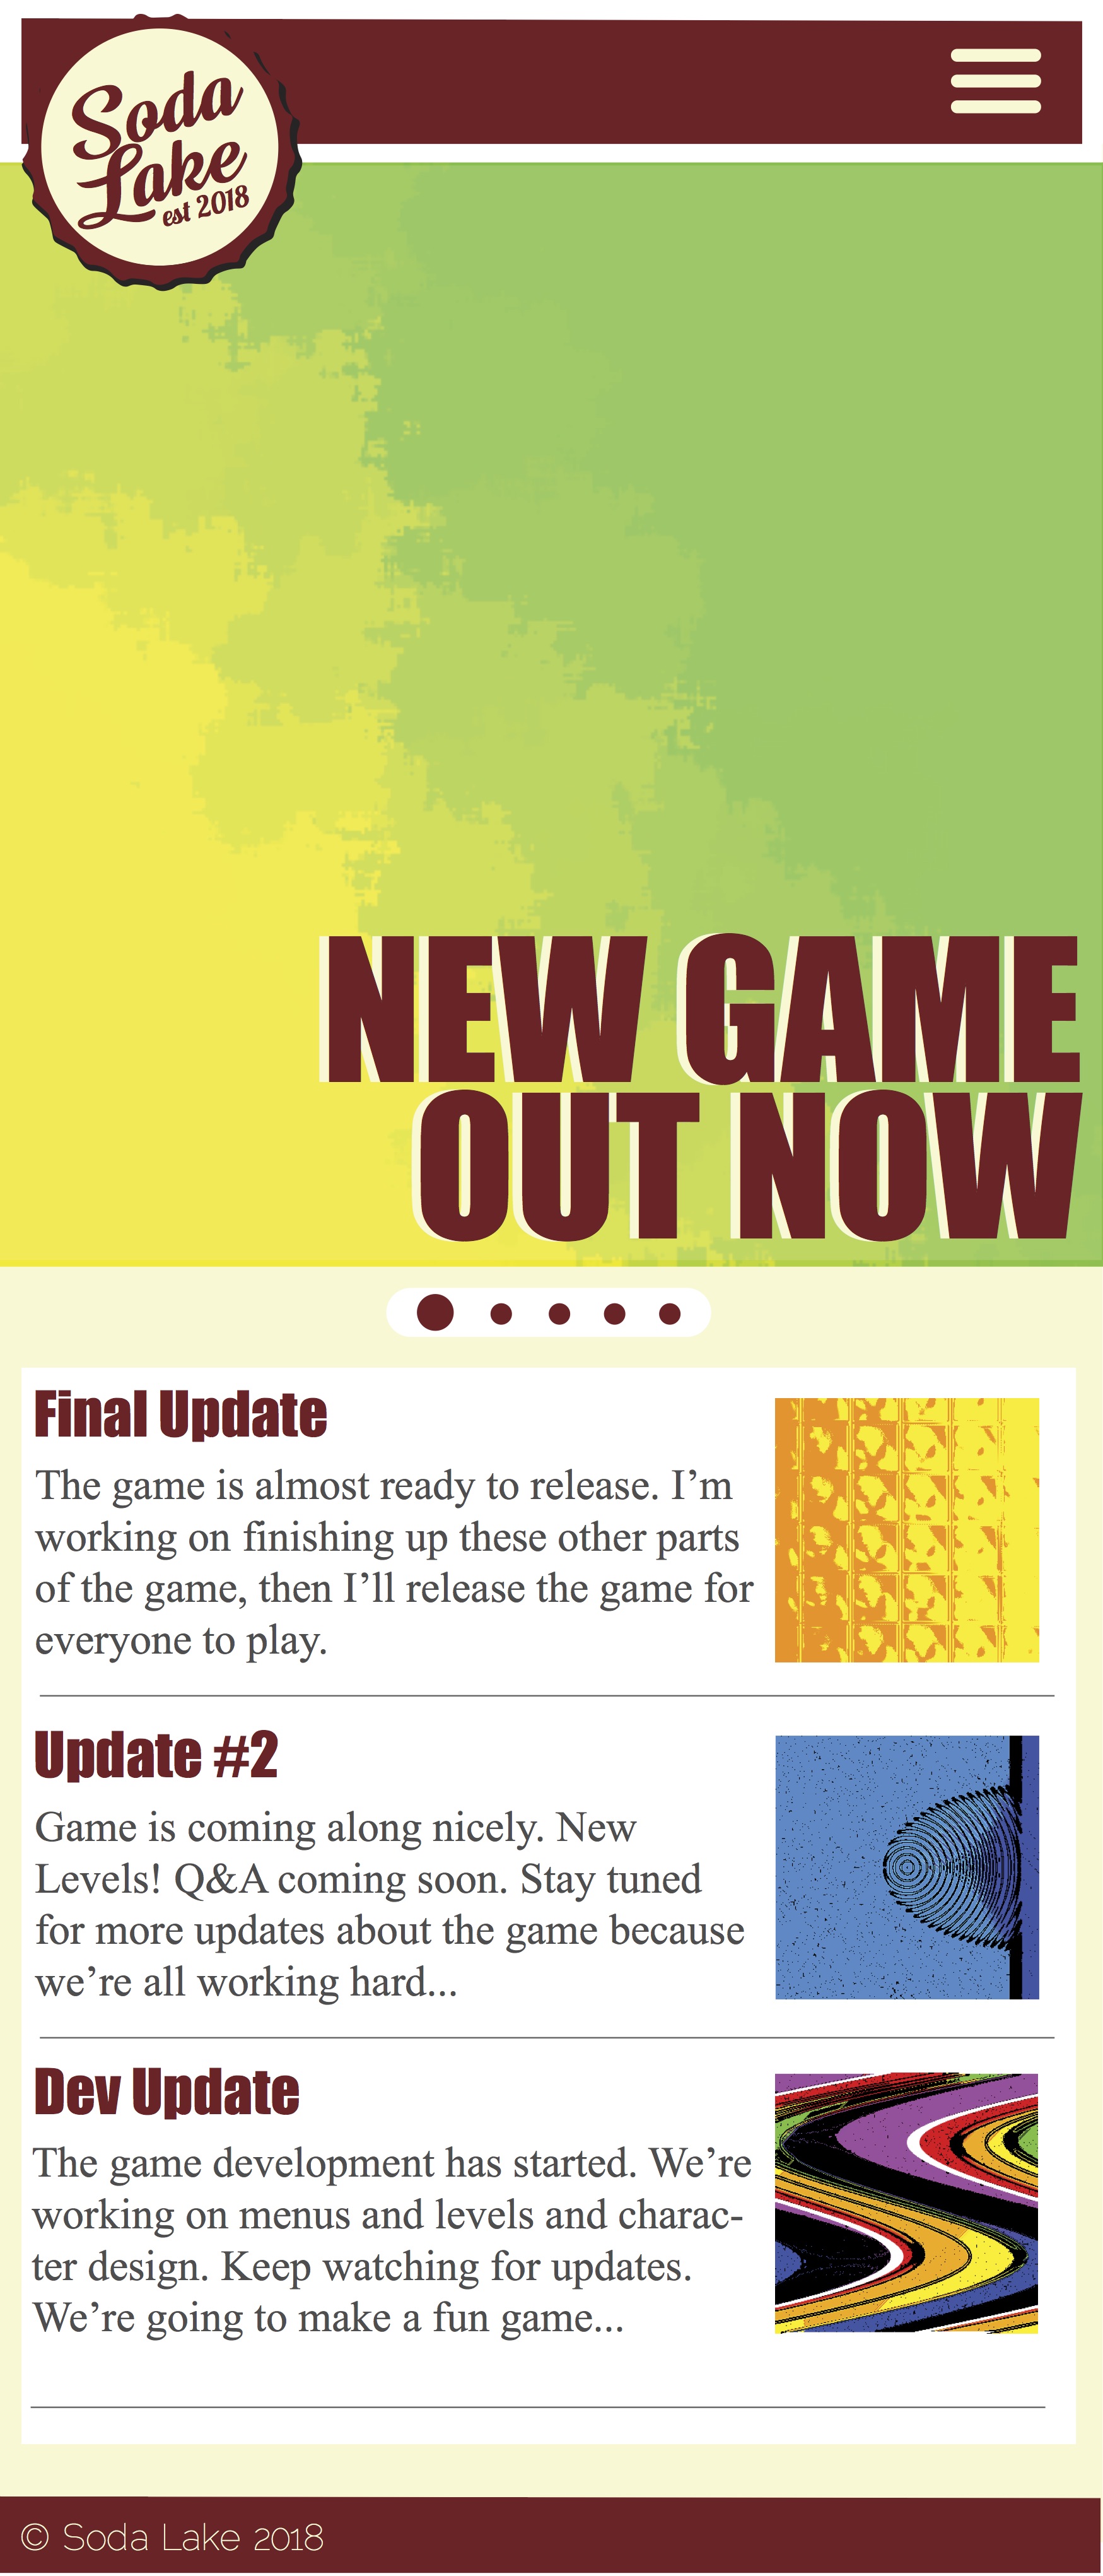 Soda
Lake
est 2018
NEW GAME
OUT NOW
Final Update
The game is almost ready to release. I’m
working on finishing up these other parts
of the game, then I’ll release the game for
everyone to play.
Update #2
Game is coming along nicely. New
Levels! Q&A coming soon. Stay tuned
for more updates about the game because
we’re all working hard...
Dev Update
The game development has started. We’re
working on menus and levels and charac-
ter design. Keep watching for updates.
We’re going to make a fun game...
© Soda Lake 2018